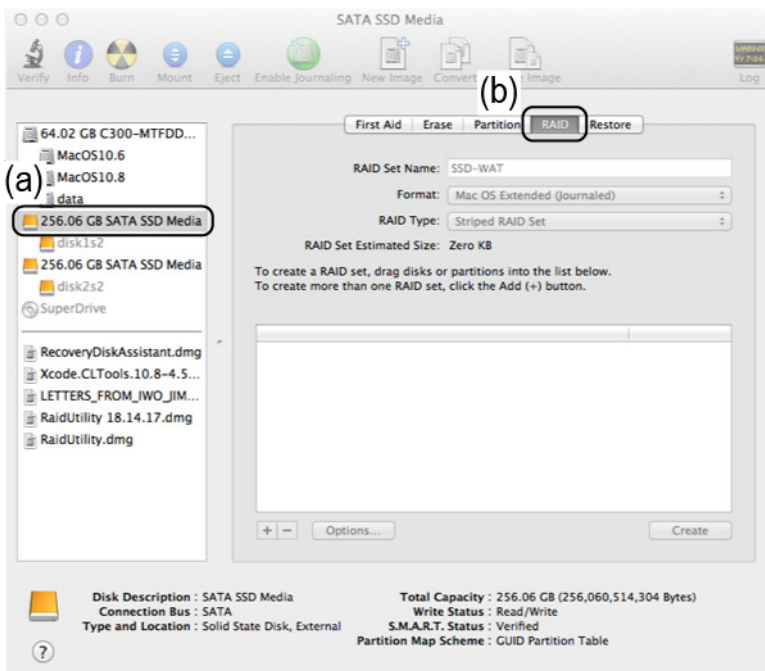 SATA SSD Media
Verify Info Burn Mount Eject Enable Journaling New Image Convert Image Log
(b)
First Aid Erase Partition RAID Restore
64.02 GB C300-MTFDD...
MacOS10.6
(a)
MacOS10.8
data
256.06 GB SATA SSD Media
disk1s2
256.06 GB SATA SSD Media
disk2s2
SuperDrive
RecoveryDiskAssistant.dmg
Xcode.CLTools.10.8-4.5...
LETTERS_FROM_IWO_JIM...
RaidUtility 18.14.17.dmg
RaidUtility.dmg
RAID Set Name: SSD-WAT
Format: Mac OS Extended (Journaled)
RAID Type: Striped RAID Set
RAID Set Estimated Size: Zero KB
To create a RAID set, drag disks or partitions into the list below.
To create more than one RAID set, click the Add (+) button.
+ − Options... Create
Disk Description : SATA SSD Media
Connection Bus : SATA
Type and Location : Solid State Disk, External
Total Capacity : 256.06 GB (256,060,514,304 Bytes)
Write Status : Read/Write
S.M.A.R.T. Status : Verified
Partition Map Scheme : GUID Partition Table
?